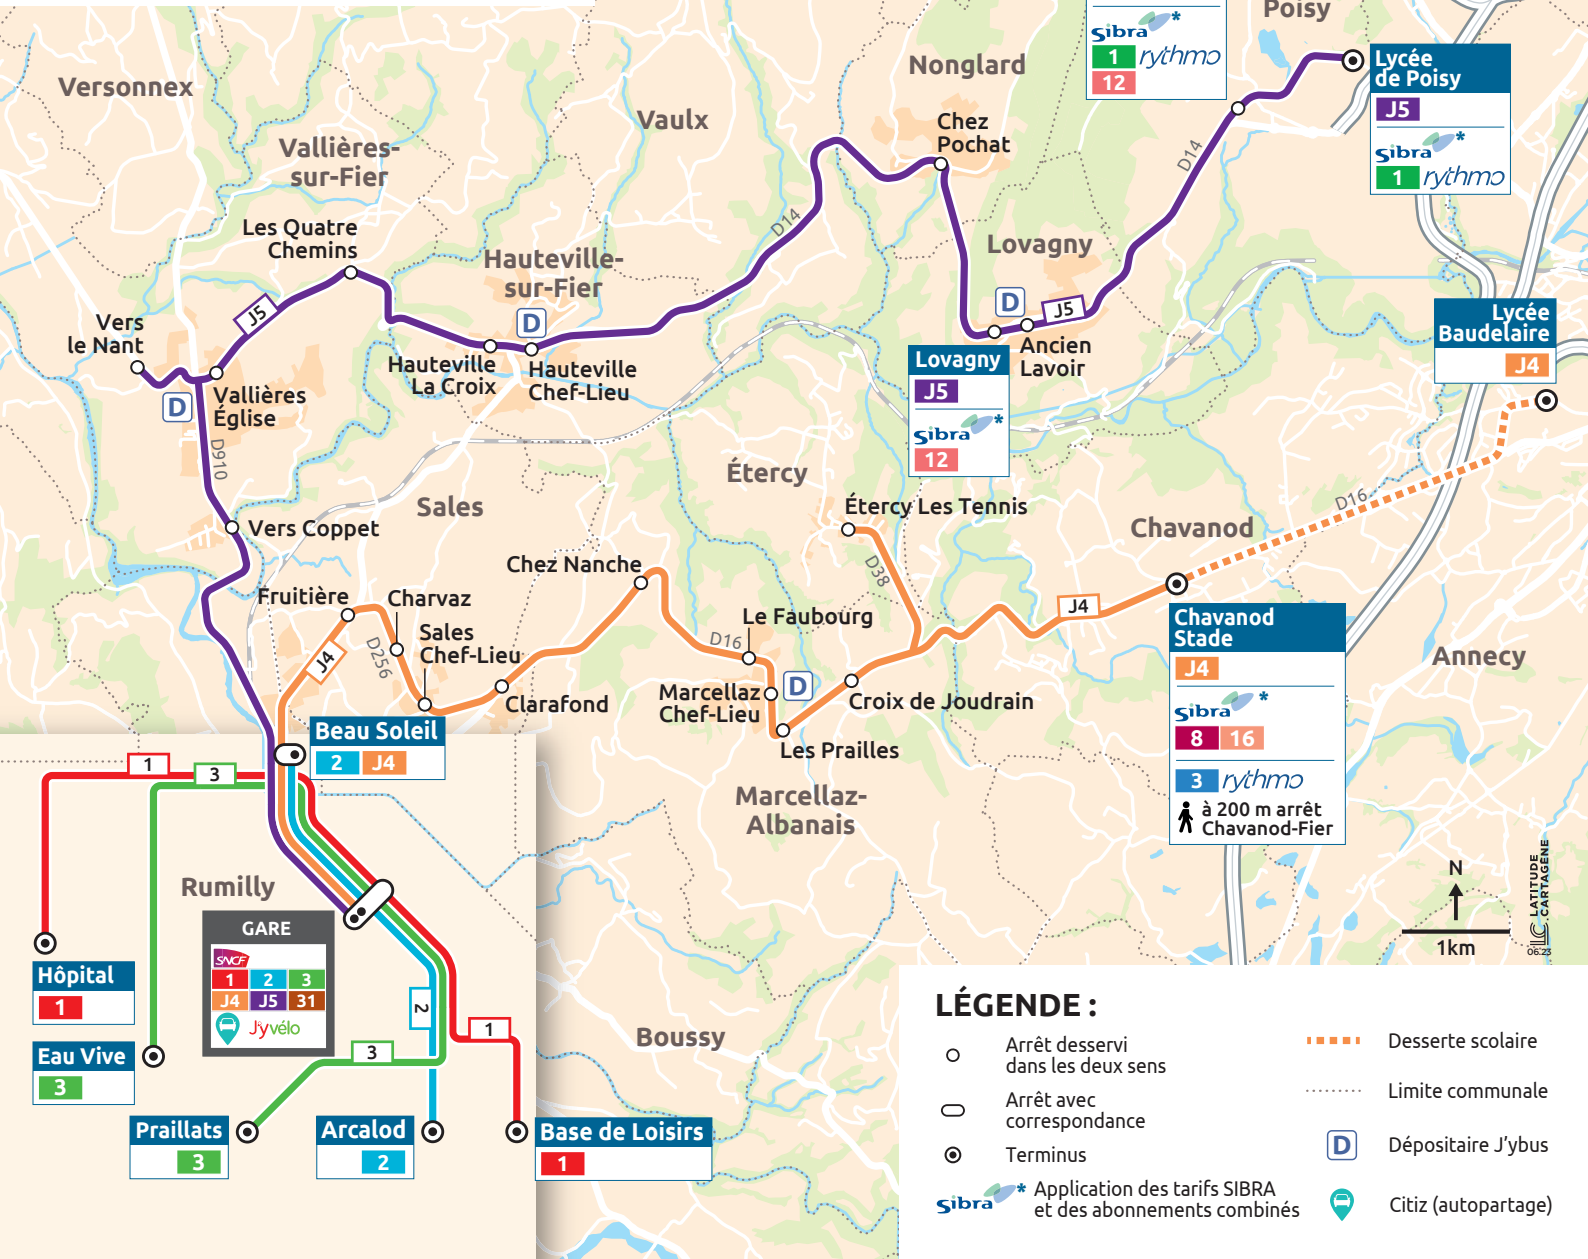 Poisy
Sibra*
1 rythmo
12
Lycée
de Poisy
J5
Sibra*
1 rythmo
Versonnex
Nonglard
Vaulx
Chez
Pochat
D14
Vallières-
sur-Fier
Les Quatre
Chemins
D14
Lovagny
Hauteville-
sur-Fier
D
J5
D
J5
Ancien
Lavoir
Lycée
Baudelaire
J4
Vers
le Nant
Vallières
Église
D
Hauteville
La Croix
Hauteville
Chef-Lieu
Lovagny
J5
Sibra*
12
D910
Étercy
Sales
Étercy Les Tennis
D16
Chavanod
Vers Coppet
Chez Nanche
D38
Fruitière
Charvaz
Sales
Chef-Lieu
D256
J4
Le Faubourg
D16
J4
Chavanod
Stade
J4
Sibra*
8 16
3 rythmo
à 200 m arrêt
Chavanod-Fier
Annecy
Clarafond
Marcellaz
Chef-Lieu
D
Croix de Joudrain
Les Prailles
Marcellaz-
Albanais
Beau Soleil
2 J4
1
3
Rumilly
GARE
SNCF
1 2 3
J4 J5 31
J'yvélo
Hôpital
1
Eau Vive
3
2
1
3
Praillats
3
Arcalod
2
Base de Loisirs
1
Boussy
N
1km
LATITUDE
CARTAGÈNE
06.23
LÉGENDE :
Arrêt desservi
dans les deux sens
Arrêt avec
correspondance
Terminus
Sibra* Application des tarifs SIBRA
et des abonnements combinés
Desserte scolaire
Limite communale
D Dépositaire J'ybus
Citiz (autopartage)